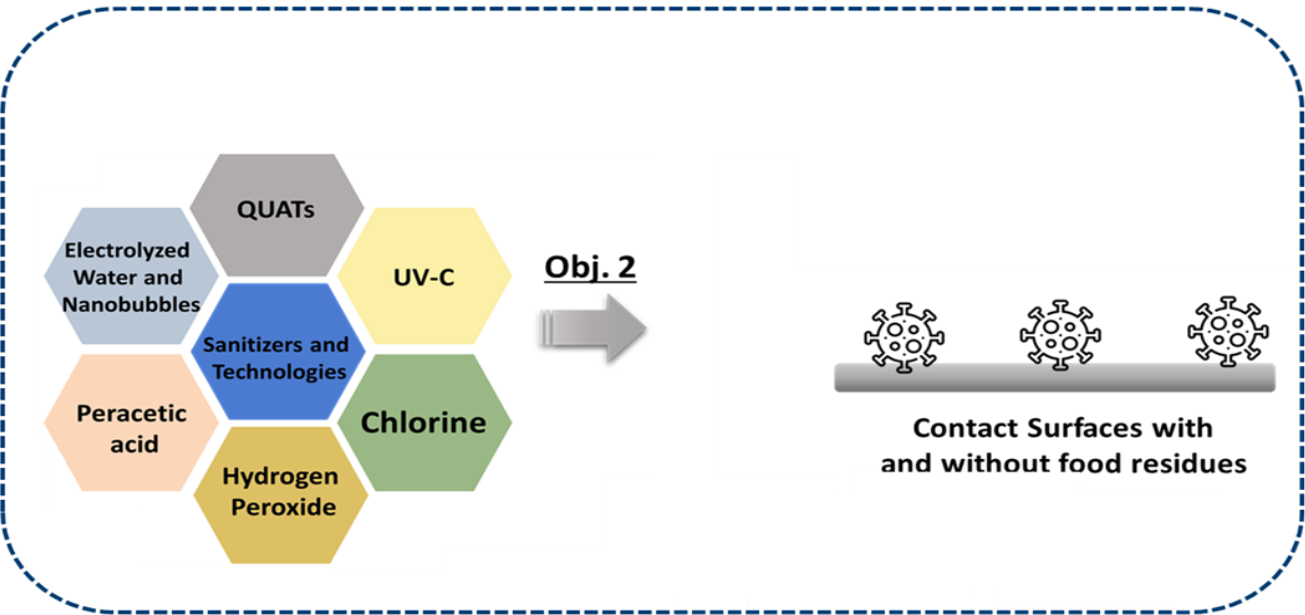 QUATs
Electrolyzed
Water and
Nanobubbles
UV-C
Sanitizers and
Technologies
Peracetic
acid
Chlorine
Hydrogen
Peroxide
Obj. 2
Contact Surfaces with
and without food residues